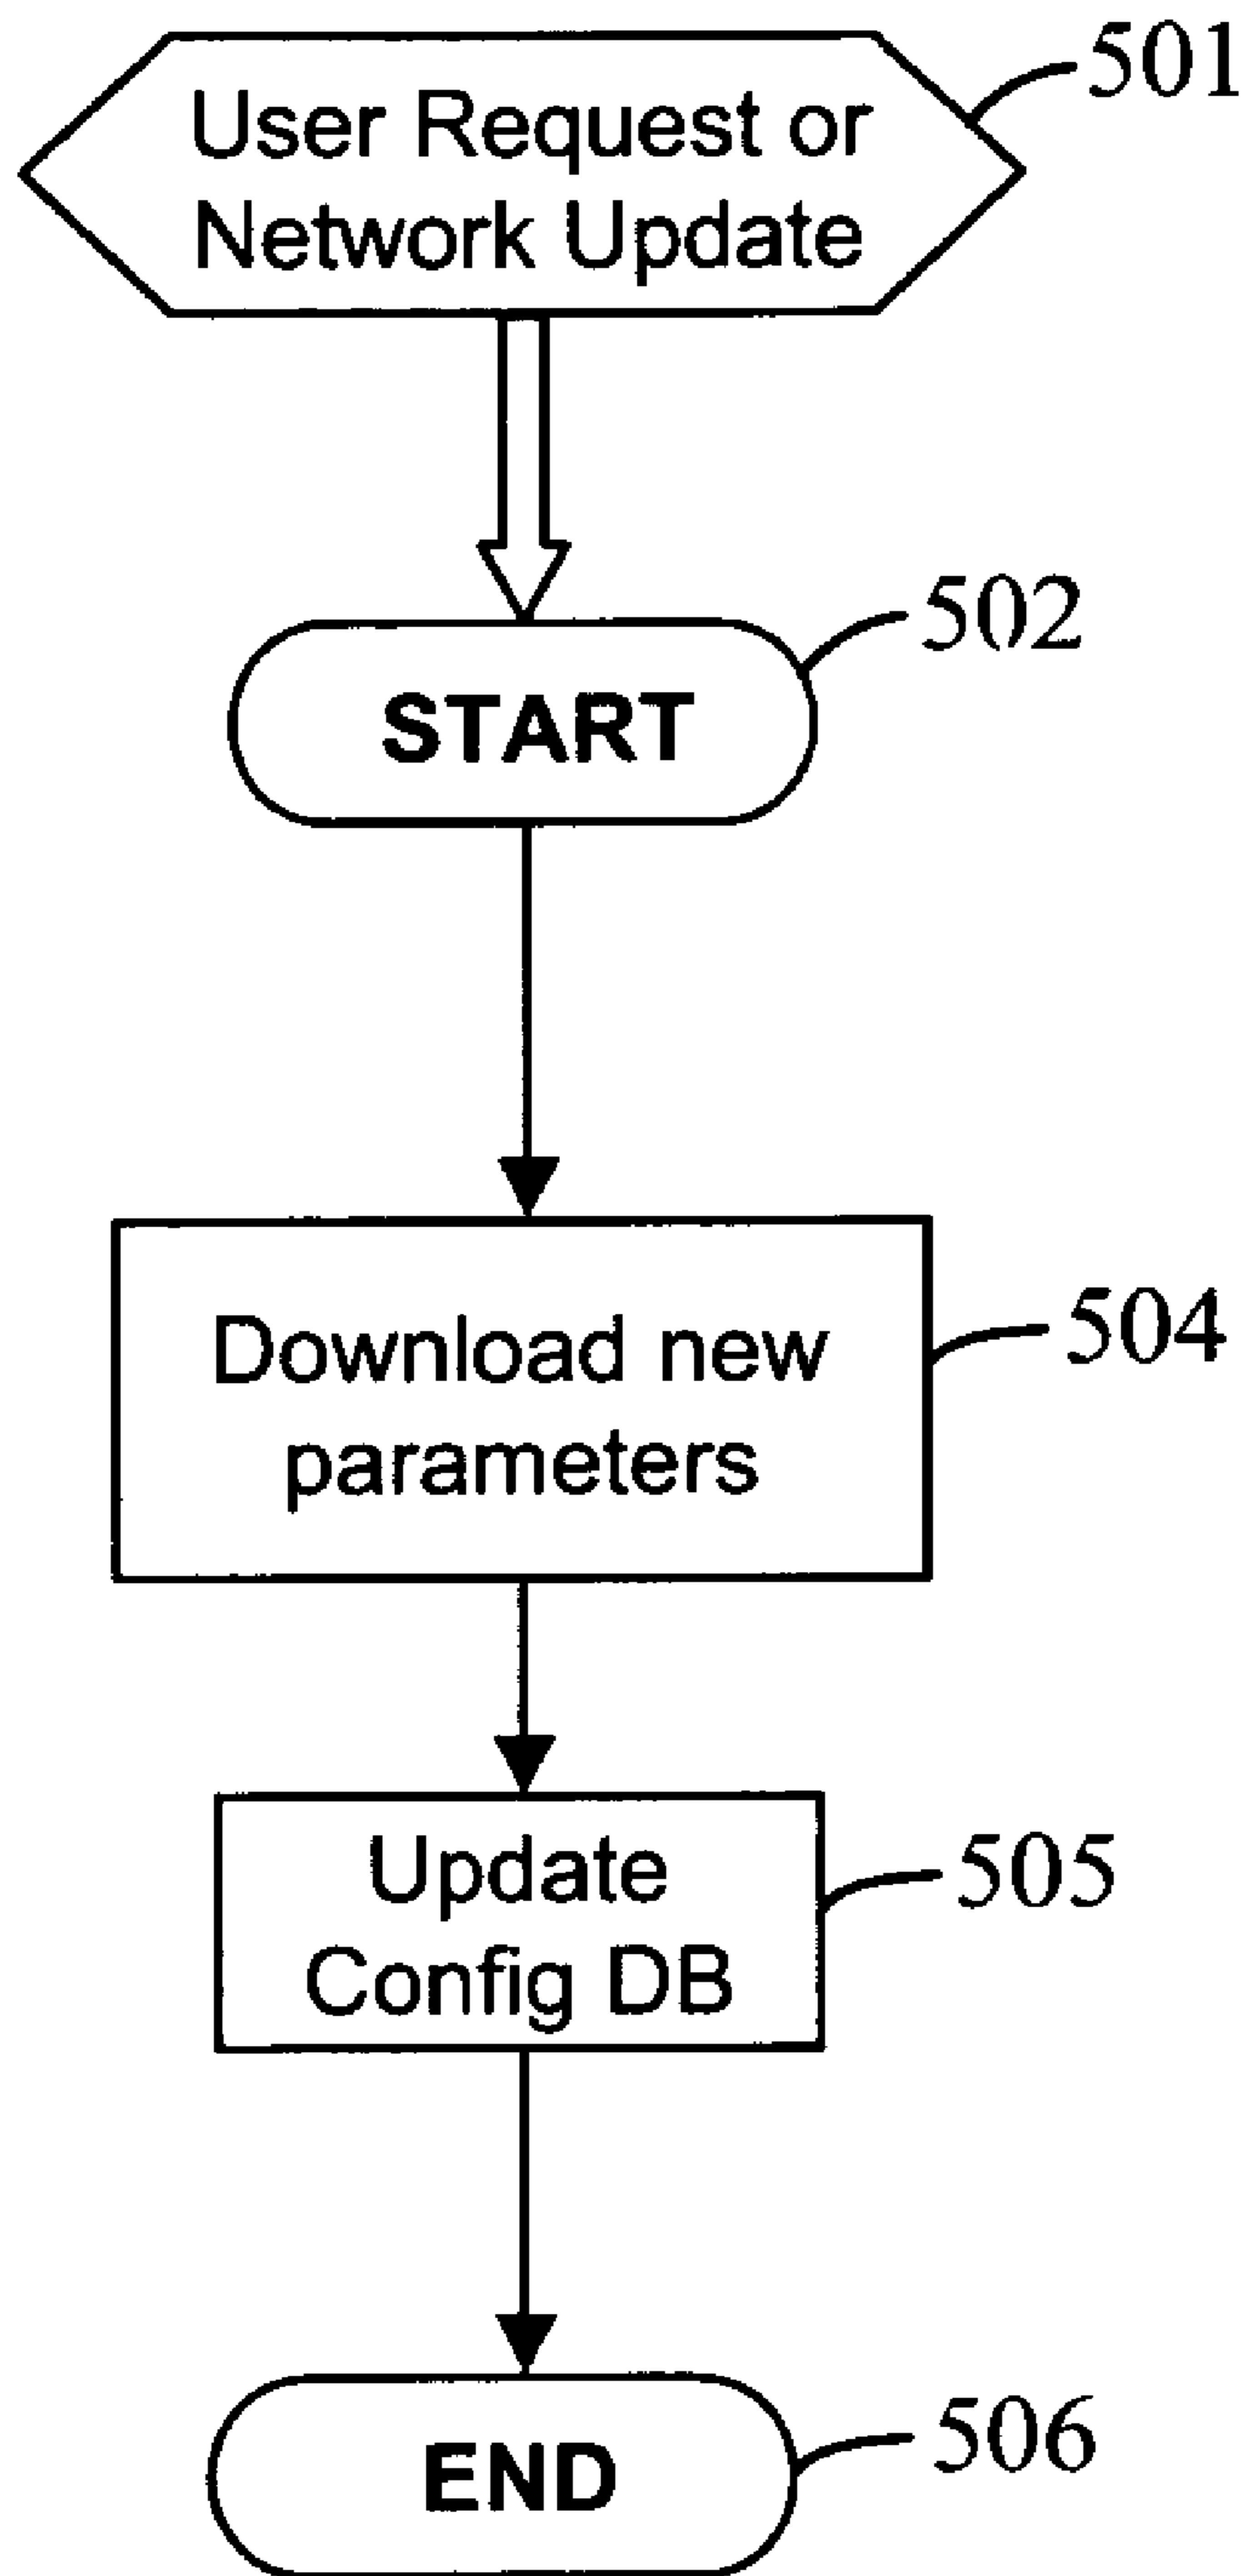 User Request or
Network Update
501
START
502
Download new
parameters
504
Update
Config DB
505
END
506